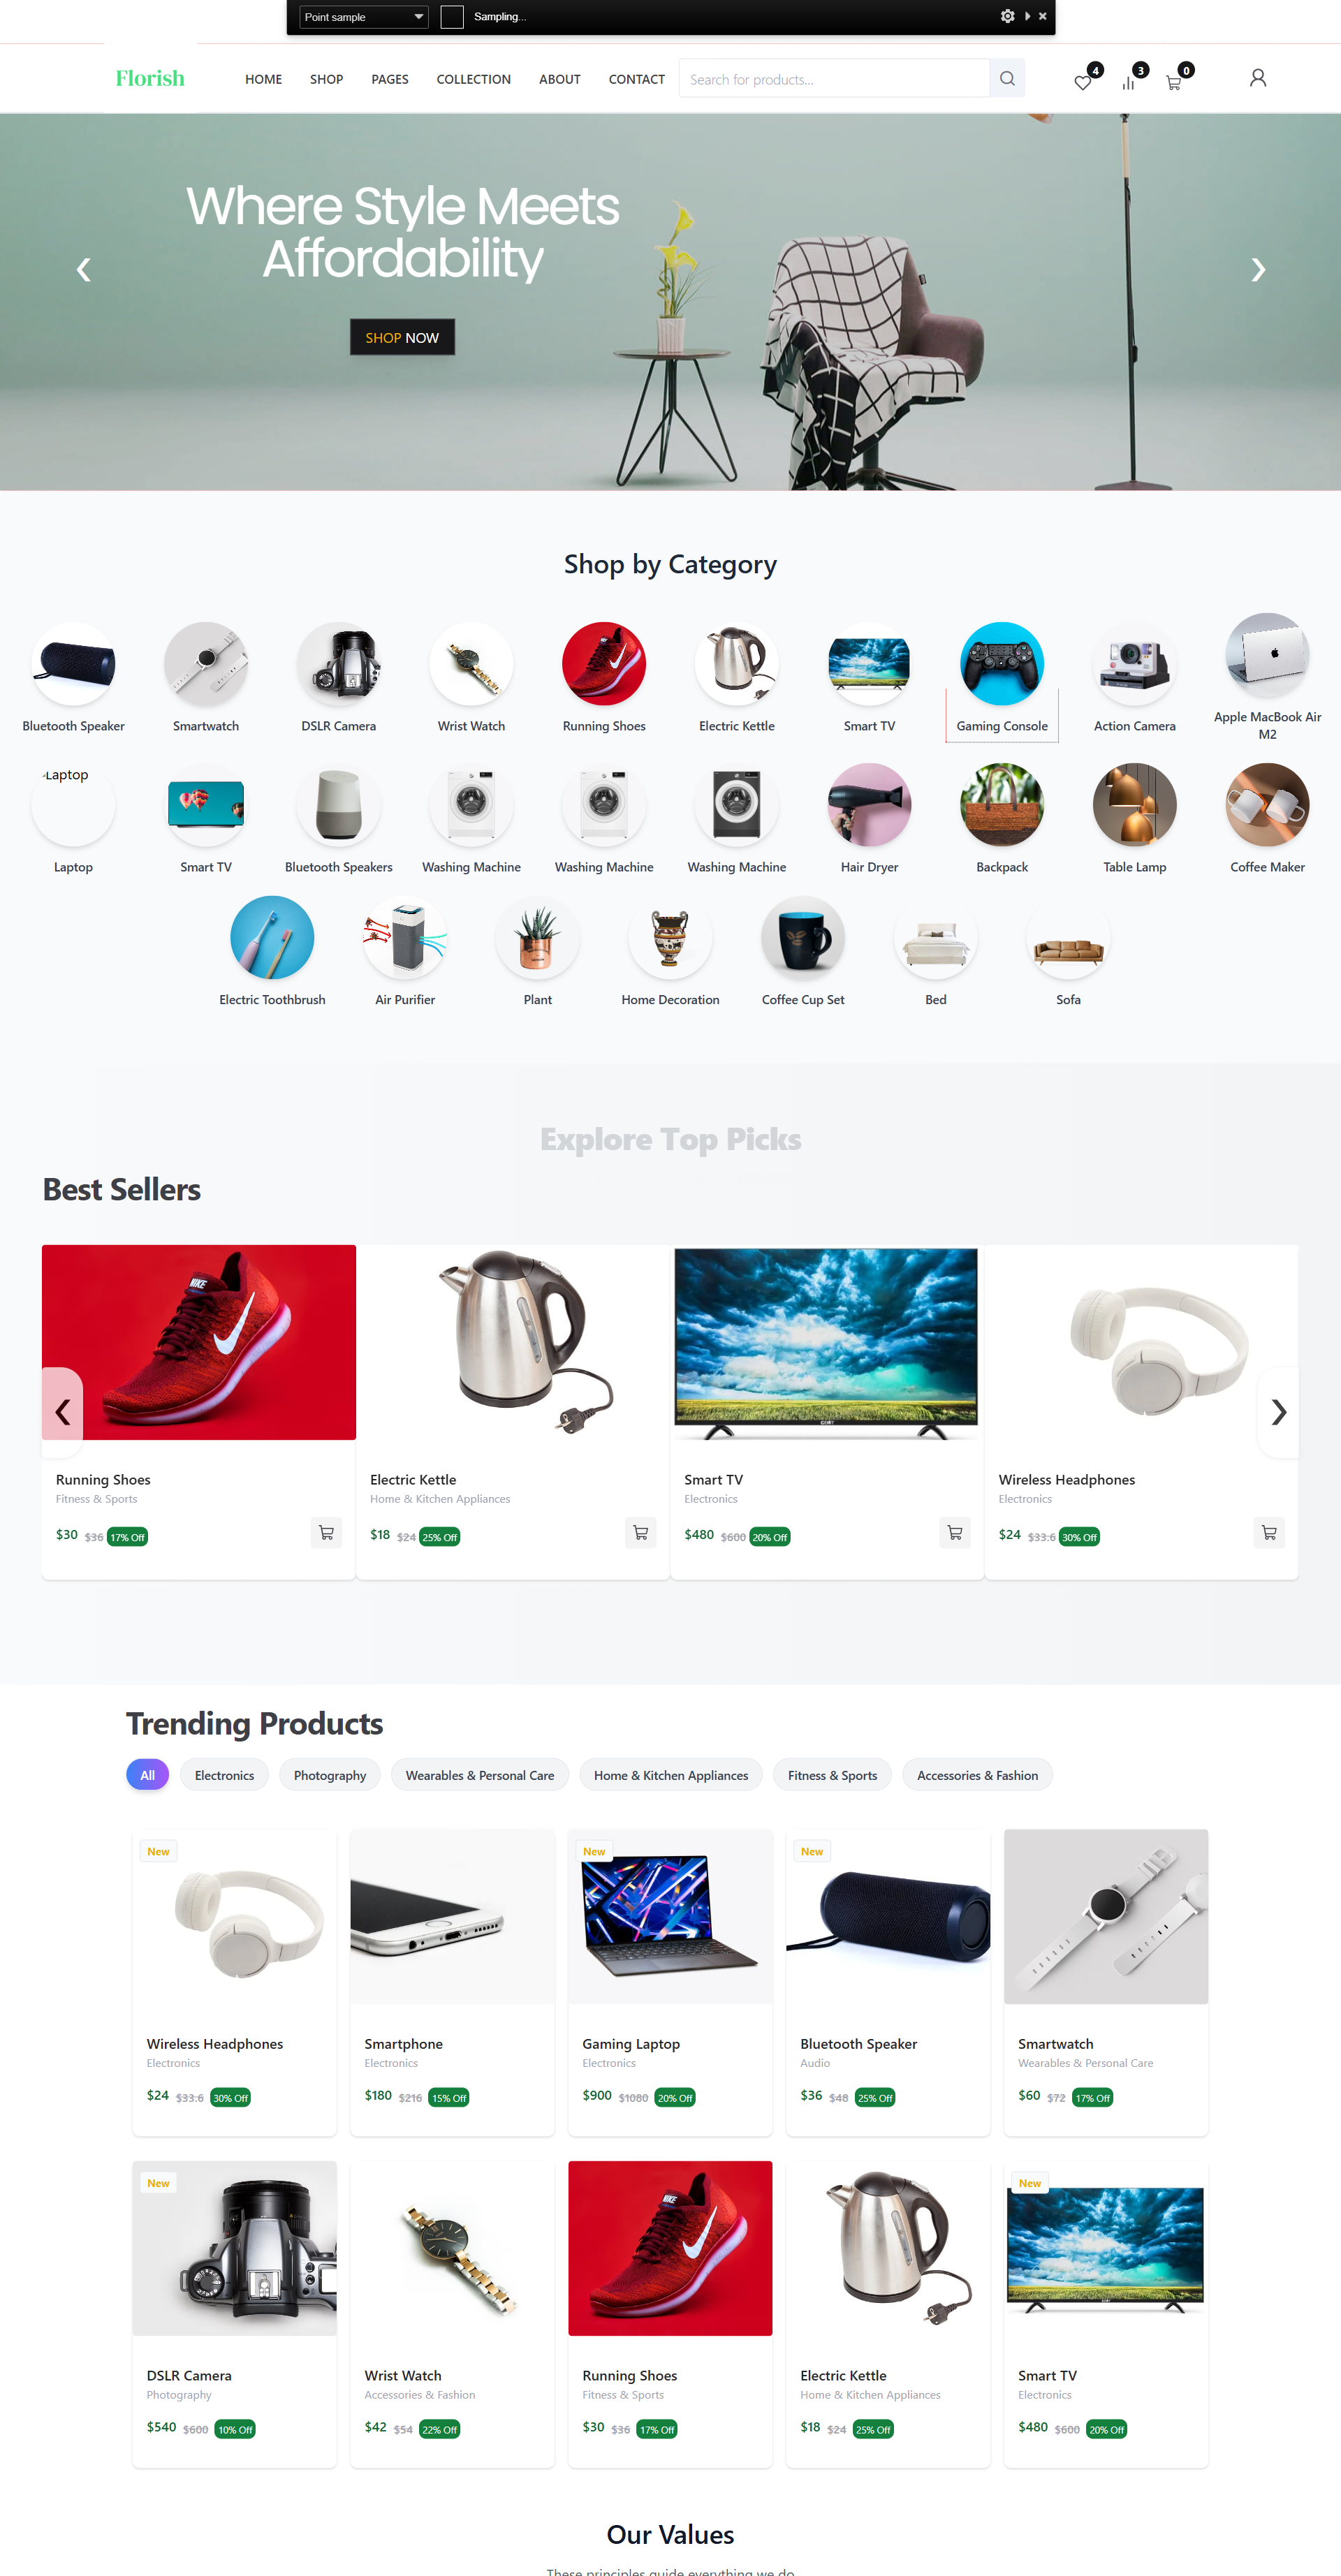 Point sample
Sampling...
Florish
HOME SHOP PAGES COLLECTION ABOUT CONTACT
Search for products...
4 3 0
Where Style Meets
Affordability
SHOP NOW
Shop by Category
Bluetooth Speaker
Smartwatch
DSLR Camera
Wrist Watch
Running Shoes
Electric Kettle
Smart TV
Gaming Console
Action Camera
Apple MacBook Air
M2
Laptop
Laptop
Smart TV
Bluetooth Speakers
Washing Machine
Washing Machine
Washing Machine
Hair Dryer
Backpack
Table Lamp
Coffee Maker
Electric Toothbrush
Air Purifier
Plant
Home Decoration
Coffee Cup Set
Bed
Sofa
Explore Top Picks
Best Sellers
NIKE
Running Shoes
Fitness & Sports
$30 $36 17% Off
Electric Kettle
Home & Kitchen Appliances
$18 $24 25% Off
Smart TV
Electronics
$480 $600 20% Off
Wireless Headphones
Electronics
$24 $33.6 30% Off
Trending Products
All
Electronics
Photography
Wearables & Personal Care
Home & Kitchen Appliances
Fitness & Sports
Accessories & Fashion
New
Wireless Headphones
Electronics
$24 $33.6 30% Off
Smartphone
Electronics
$180 $216 15% Off
New
Gaming Laptop
Electronics
$900 $1080 20% Off
New
Bluetooth Speaker
Audio
$36 $48 25% Off
Smartwatch
Wearables & Personal Care
$60 $72 17% Off
New
DSLR Camera
Photography
$540 $600 10% Off
Wrist Watch
Accessories & Fashion
$42 $54 22% Off
NIKE
Running Shoes
Fitness & Sports
$30 $36 17% Off
Electric Kettle
Home & Kitchen Appliances
$18 $24 25% Off
New
Smart TV
Electronics
$480 $600 20% Off
Our Values
These principles guide everything we do